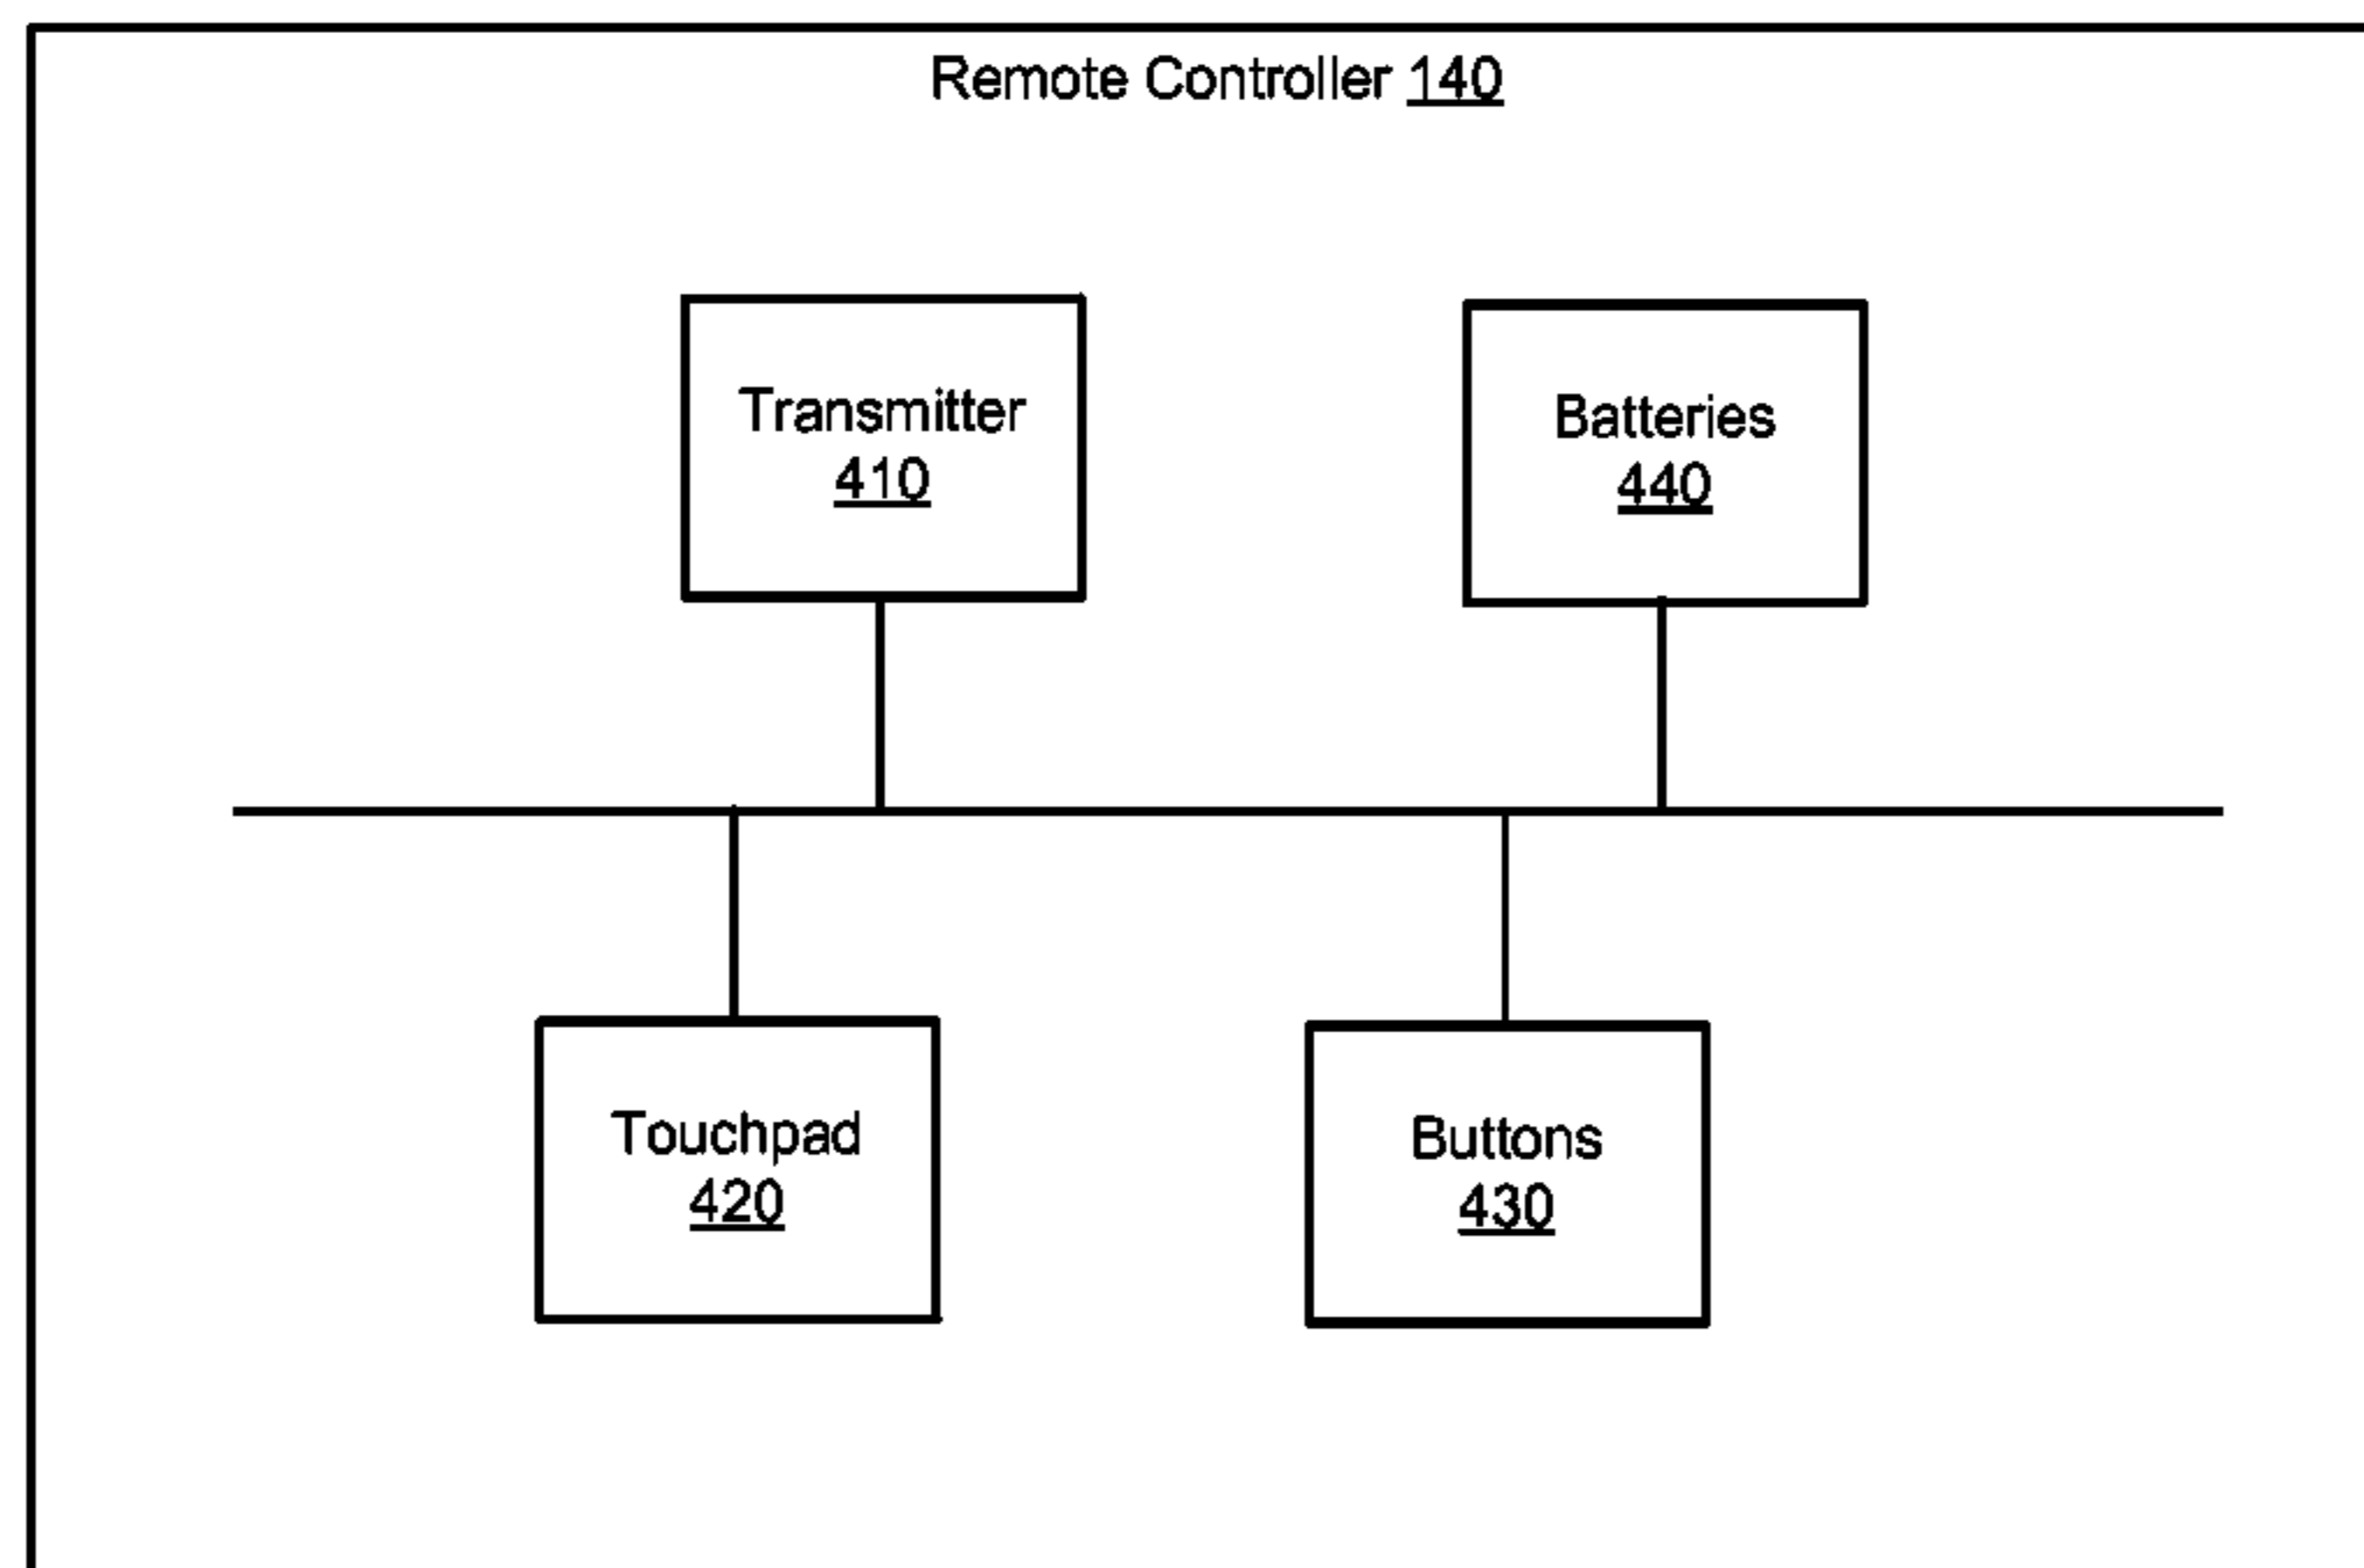 Remote Controller 140
Transmitter
410
Batteries
440
Touchpad
420
Buttons
430